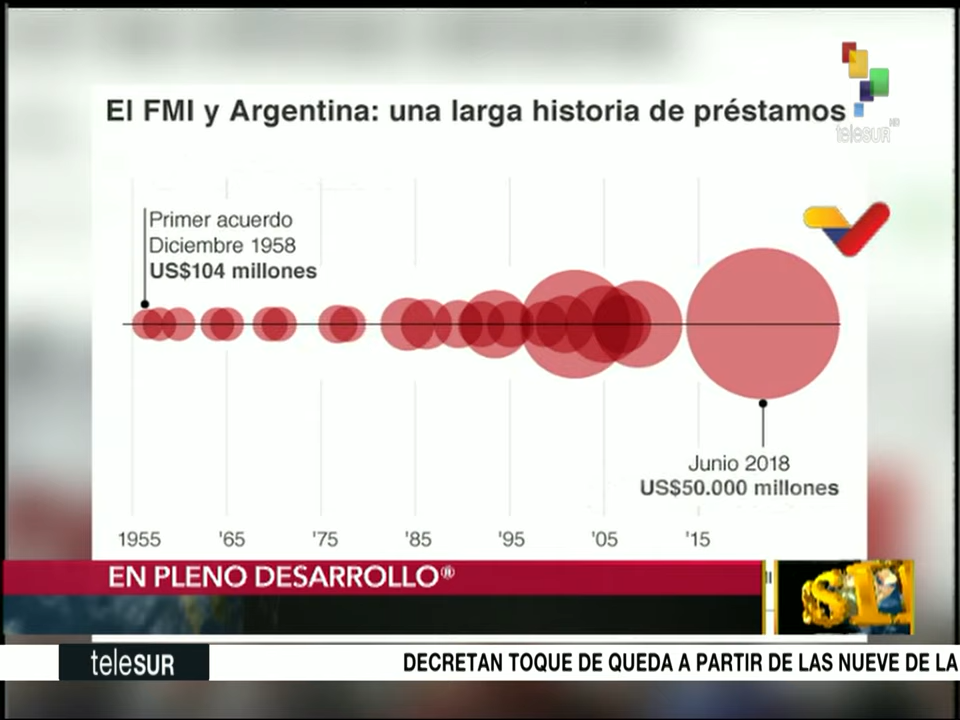 El FMI y Argentina: una larga historia de préstamos
teleSUR HD
Primer acuerdo
Diciembre 1958
US$104 millones
Junio 2018
US$50.000 millones
1955 '65 '75 '85 '95 '05 '15
EN PLENO DESARROLLO®
teleSUR
DECRETAN TOQUE DE QUEDA A PARTIR DE LAS NUEVE DE LA